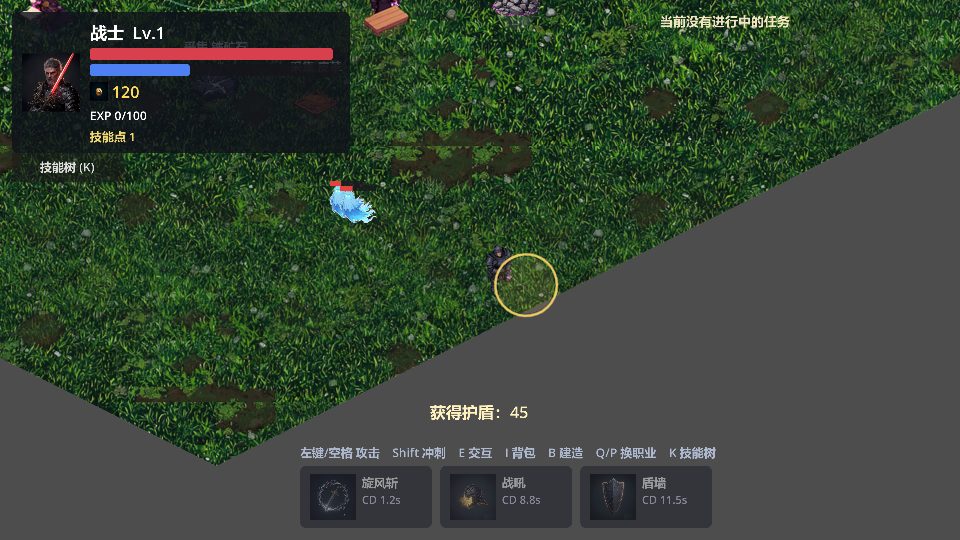 战士 Lv.1
120
EXP 0/100
技能点 1
技能树 (K)
当前没有进行中的任务
获得护盾：45
左键/空格 攻击 Shift 冲刺 E 交互 I 背包 B 建造 Q/P 换职业 K 技能树
旋风斩
CD 1.2s
战吼
CD 8.8s
盾墙
CD 11.5s